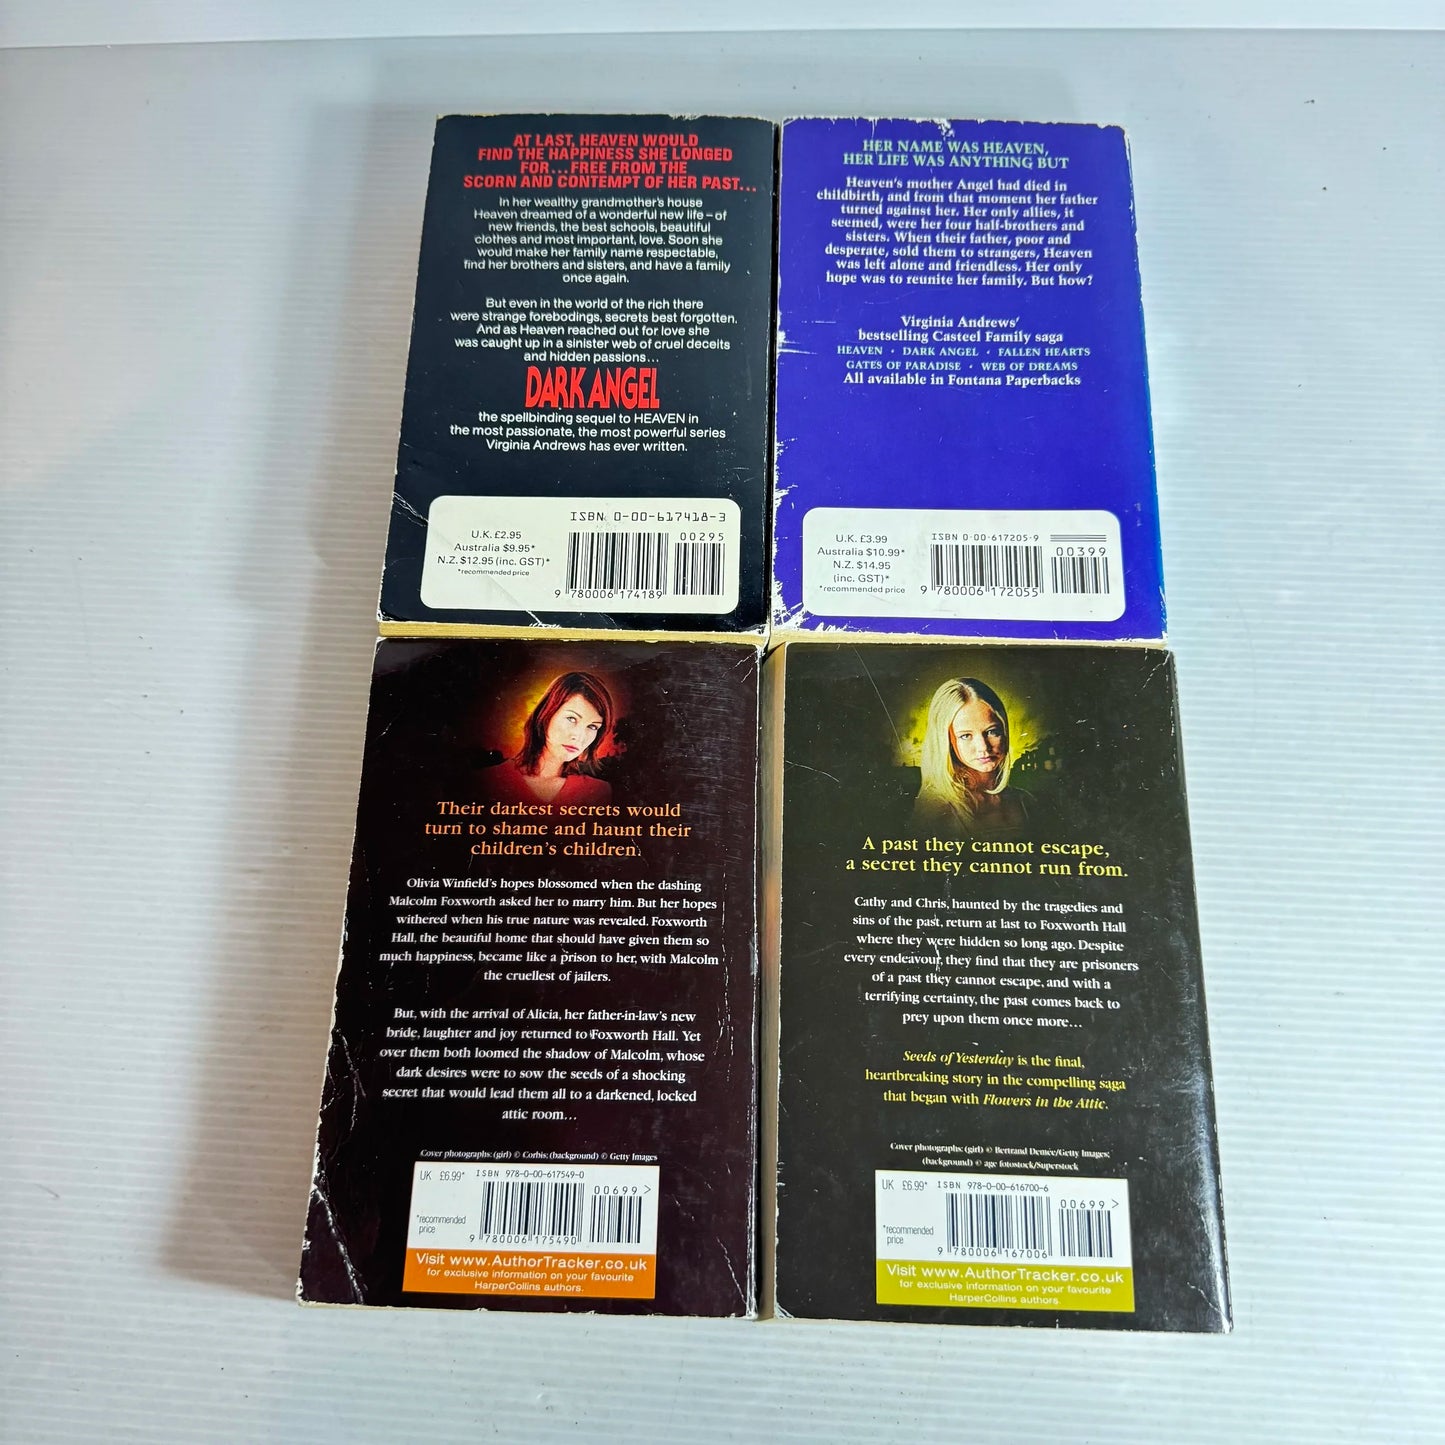 AT LAST, HEAVEN WOULD
FIND THE HAPPINESS SHE LONGED
FOR...FREE FROM THE
SCORN AND CONTEMPT OF HER PAST...
In her wealthy grandmother's house
Heaven dreamed of a wonderful new life – of
new friends, the best schools, beautiful
clothes and most important, love. Soon she
would make her family name respectable,
find her brothers and sisters, and have a family
once again.
But even in the world of the rich there
were strange forebodings, secrets best forgotten.
And as Heaven reached out for love she
was caught up in a sinister web of cruel deceits
and hidden passions...
DARK ANGEL
the spellbinding sequel to HEAVEN in
the most passionate, the most powerful series
Virginia Andrews has ever written.
ISBN 0-00-617418-3
U.K. £2.95
Australia $9.95*
N.Z. $12.95 (inc. GST)*
*recommended price
00295
9 780006 174189
HER NAME WAS HEAVEN,
HER LIFE WAS ANYTHING BUT
Heaven's mother Angel had died in
childbirth, and from that moment her father
turned against her. Her only allies, it
seemed, were her four half-brothers and
sisters. When their father, poor and
desperate, sold them to strangers, Heaven
was left alone and friendless. Her only
hope was to reunite her family. But how?
Virginia Andrews'
bestselling Casteel Family saga
HEAVEN · DARK ANGEL · FALLEN HEARTS
GATES OF PARADISE · WEB OF DREAMS
All available in Fontana Paperbacks
U.K. £3.99
Australia $10.99*
N.Z. $14.95
(inc. GST)*
*recommended price
ISBN 0-00-617205-9
00399
9 780006 172055
Their darkest secrets would
turn to shame and haunt their
children's children.
Olivia Winfield's hopes blossomed when the dashing
Malcolm Foxworth asked her to marry him. But her hopes
withered when his true nature was revealed. Foxworth
Hall, the beautiful home that should have given them so
much happiness, became like a prison to her, with Malcolm
the cruellest of jailers.
But, with the arrival of Alicia, her father-in-law's new
bride, laughter and joy returned to Foxworth Hall. Yet
over them both loomed the shadow of Malcolm, whose
dark desires were to sow the seeds of a shocking
secret that would lead them all to a darkened, locked
attic room...
Cover photographs: (girl) © Corbis; (background) © Getty Images
UK £6.99*
ISBN 978-0-00-617549-0
00699 >
*recommended
price
9 780006 175490
Visit www.AuthorTracker.co.uk
for exclusive information on your favourite
HarperCollins authors.
A past they cannot escape,
a secret they cannot run from.
Cathy and Chris, haunted by the tragedies and
sins of the past, return at last to Foxworth Hall
where they were hidden so long ago. Despite
every endeavour, they find that they are prisoners
of a past they cannot escape, and with a
terrifying certainty, the past comes back to
prey upon them once more...
Seeds of Yesterday is the final,
heartbreaking story in the compelling saga
that began with Flowers in the Attic.
Cover photographs: (girl) © Bertrand Demée/Getty Images;
(background) © age fotostock/Superstock
UK £6.99*
ISBN 978-0-00-616700-6
00699 >
*recommended
price
9 780006 167006
Visit www.AuthorTracker.co.uk
for exclusive information on your favourite
HarperCollins authors.